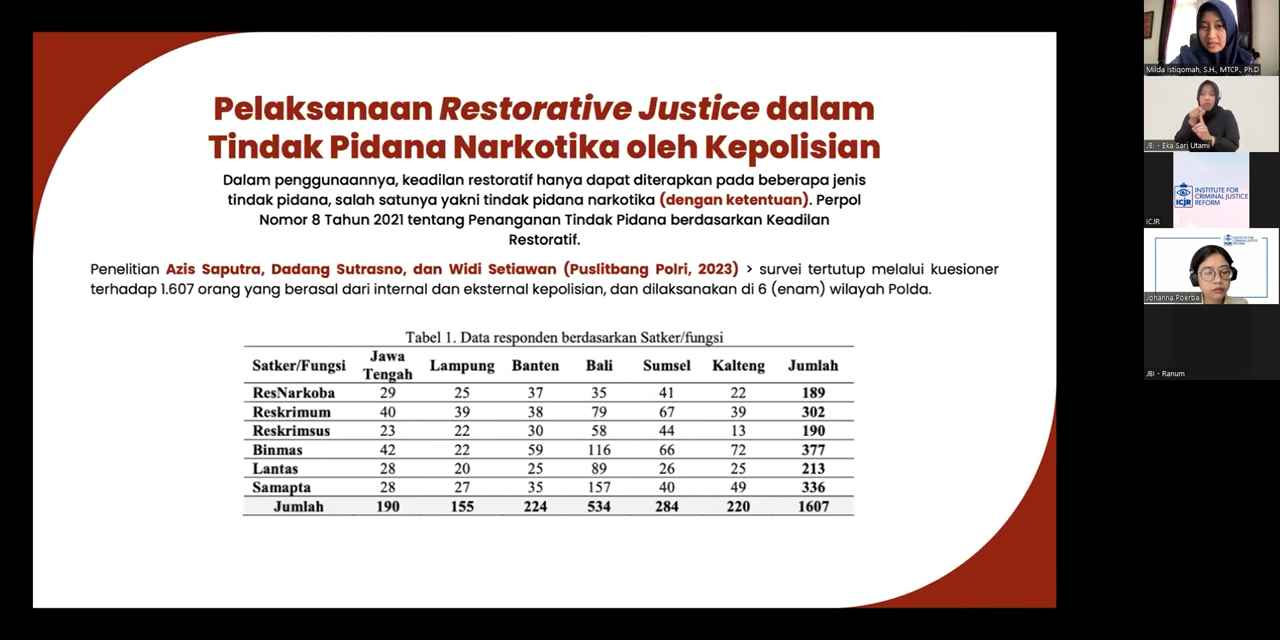 Pelaksanaan Restorative Justice dalam
Tindak Pidana Narkotika oleh Kepolisian
Dalam penggunaannya, keadilan restoratif hanya dapat diterapkan pada beberapa jenis
tindak pidana, salah satunya yakni tindak pidana narkotika (dengan ketentuan). Perpol
Nomor 8 Tahun 2021 tentang Penanganan Tindak Pidana berdasarkan Keadilan
Restoratif.
Penelitian Azis Saputra, Dadang Sutrasno, dan Widi Setiawan (Puslitbang Polri, 2023) > survei tertutup melalui kuesioner
terhadap 1.607 orang yang berasal dari internal dan ekstenal kepolisian, dan dilaksanakan di 6 (enam) wilayah Polda.
Tabel 1. Data responden berdasarkan Satker/fungsi
Satker/Fungsi Jawa Tengah Lampung Banten Bali Sumsel Kalteng Jumlah
ResNarkoba 29 25 37 35 41 22 189
Reskrimum 40 39 38 79 67 39 302
Reskrimsus 23 22 30 58 44 13 190
Binmas 42 22 59 116 66 72 377
Lantas 28 20 25 89 26 25 213
Samapta 28 27 35 157 40 49 336
Jumlah 190 155 224 534 284 220 1607
Milda Istiqomah, S.H., MTCP., Ph.D
JBI - Eka Sari Utami
ICJR
INSTITUTE FOR
CRIMINAL JUSTICE
REFORM
ICJR
Johanna Poerba
JBI - Ranum